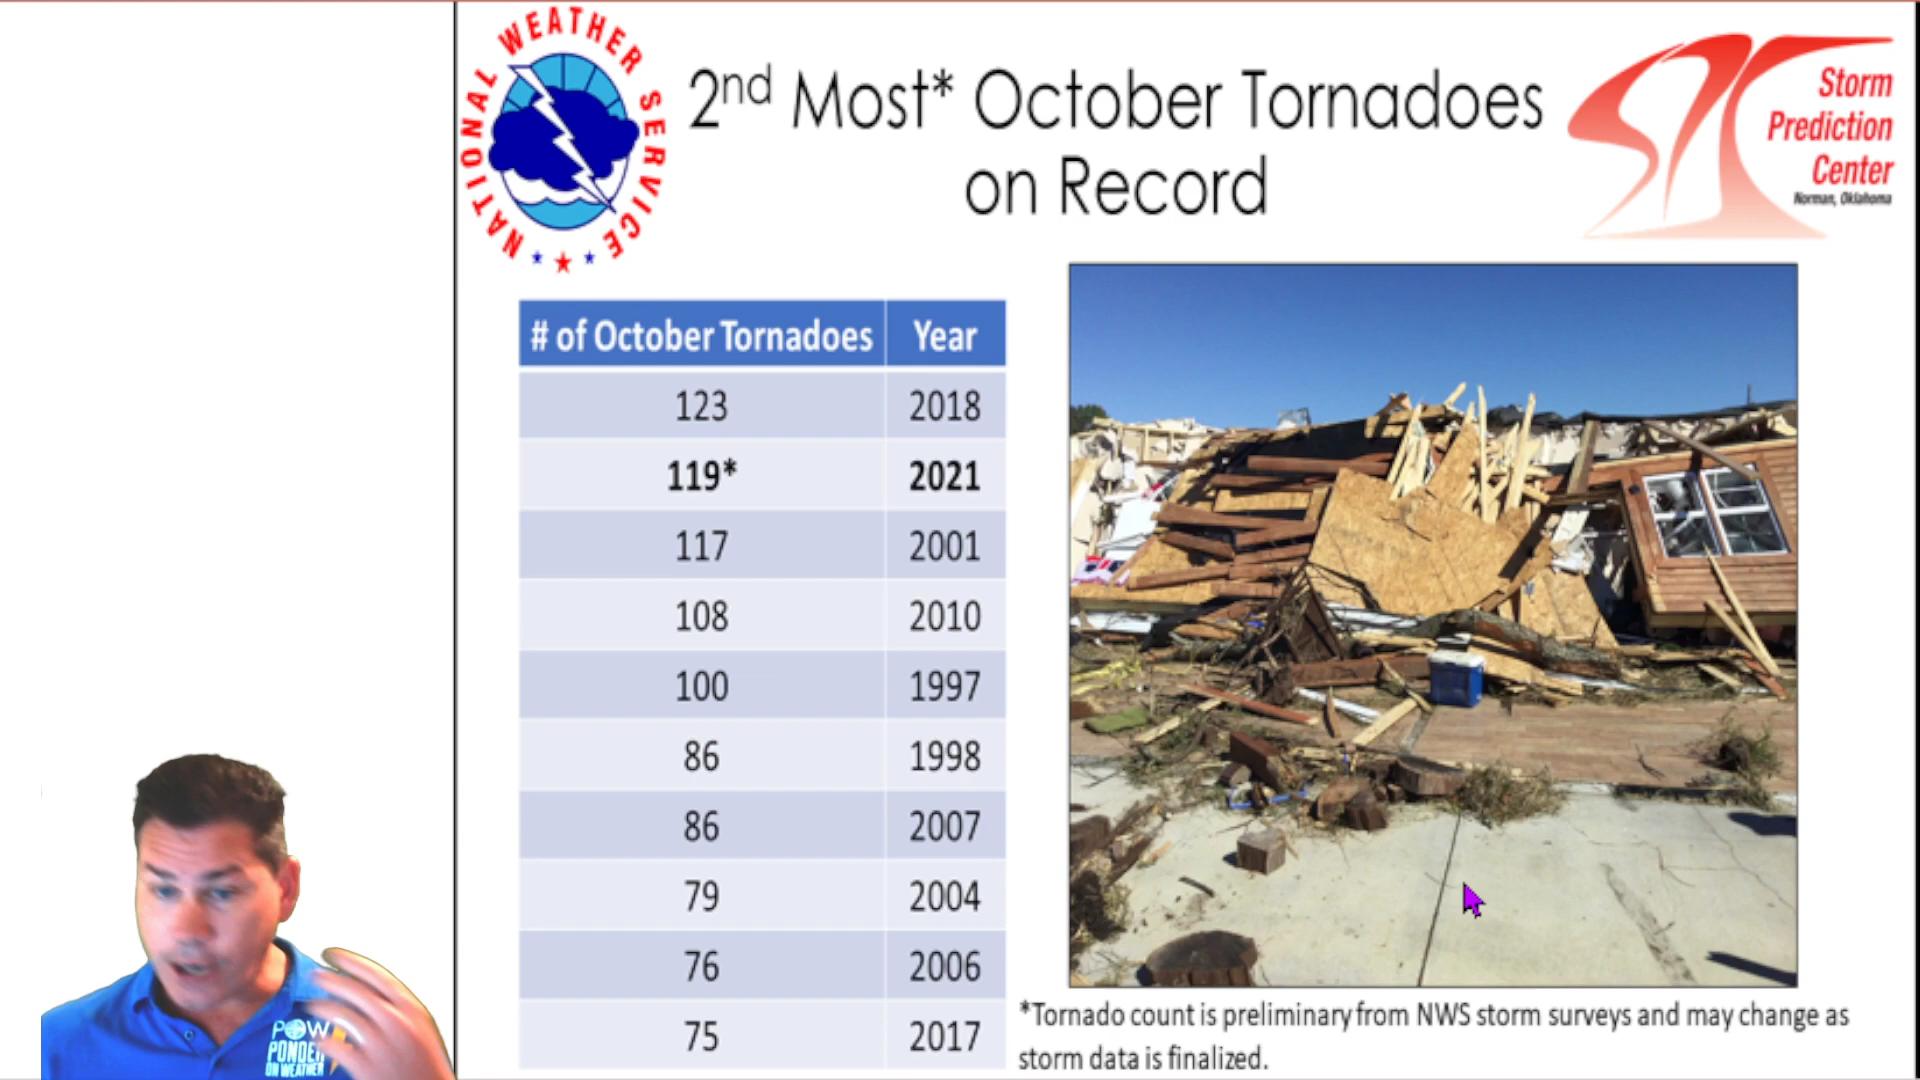 NATIONAL WEATHER SERVICE
2nd Most* October Tornadoes
on Record
Storm
Prediction
Center
Norman, Oklahoma
# of October Tornadoes Year
123 2018
119* 2021
117 2001
108 2010
100 1997
86 1998
86 2007
79 2004
76 2006
75 2017
*Tornado count is preliminary from NWS storm surveys and may change as
storm data is finalized.
POW
PONDER
ON WEATHER